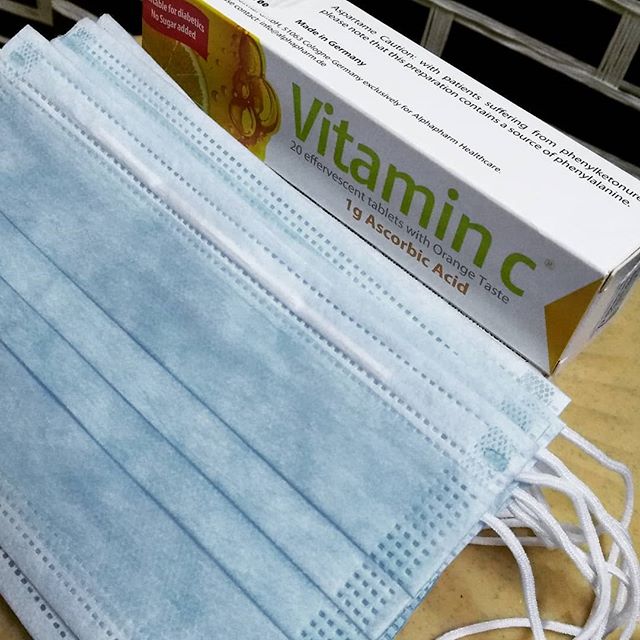 Suitable for diabetics
No Sugar added
Made in Germany
51063 Cologne Germany exclusively for Alphapharm Healthcare.
Aspartame Caution: with patients suffering from phenylketonure
please note that this preparation contains a source of phenylalanine.
Vitamin C®
20 effervescent tablets with Orange Taste
1g Ascorbic Acid